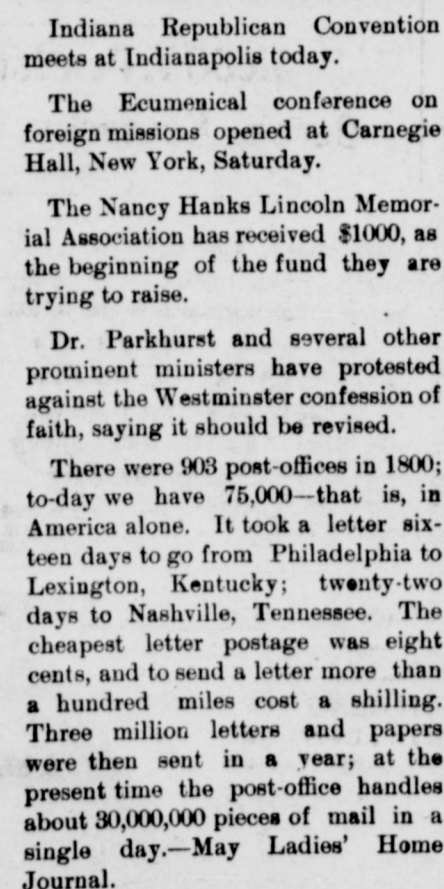 Indiana Republican Convention
meets at Indianapolis today.
The Ecumenical conference on
foreign missions opened at Carnegie
Hall, New York, Saturday.
The Nancy Hanks Lincoln Memor-
ial Association has received $1000, as
the beginning of the fund they are
trying to raise.
Dr. Parkhurst and several other
prominent ministers have protested
against the Westminster confession of
faith, saying it should be revised.
There were 903 post-offices in 1800;
to-day we have 75,000—that is, in
America alone. It took a letter six-
teen days to go from Philadelphia to
Lexington, Kentucky; twenty-two
days to Nashville, Tennessee. The
cheapest letter postage was eight
cents, and to send a letter more than
a hundred miles cost a shilling.
Three million letters and papers
were then sent in a year; at the
present time the post-office handles
about 30,000,000 pieces of mail in a
single day.—May Ladies' Home
Journal.